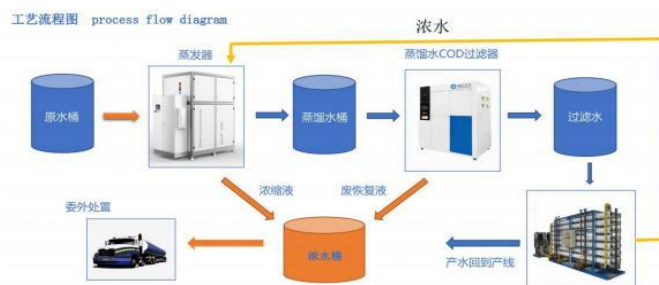 工艺流程图 process flow diagram
浓水
蒸发器
蒸馏水COD过滤器
原水桶
蒸馏水桶
过滤水
浓缩液
废恢复液
委外处置
浓水桶
产水回到产线